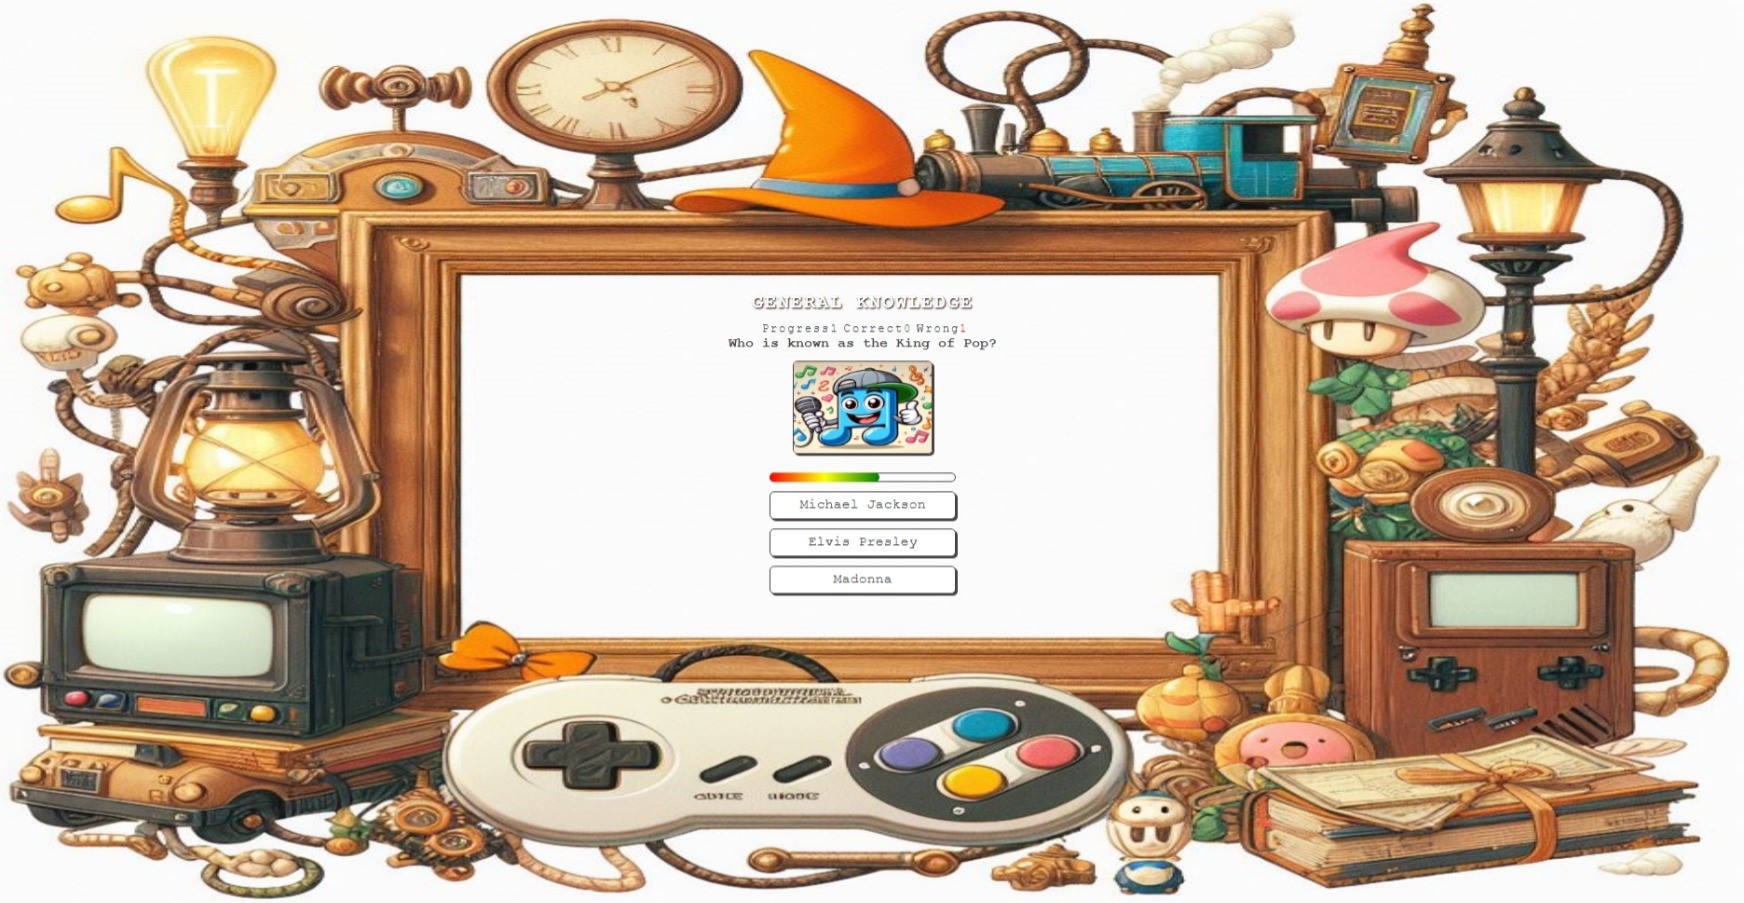 GENERAL KNOWLEDGE
Progress1 Correct0 Wrong1
Who is known as the King of Pop?
Michael Jackson
Elvis Presley
Madonna